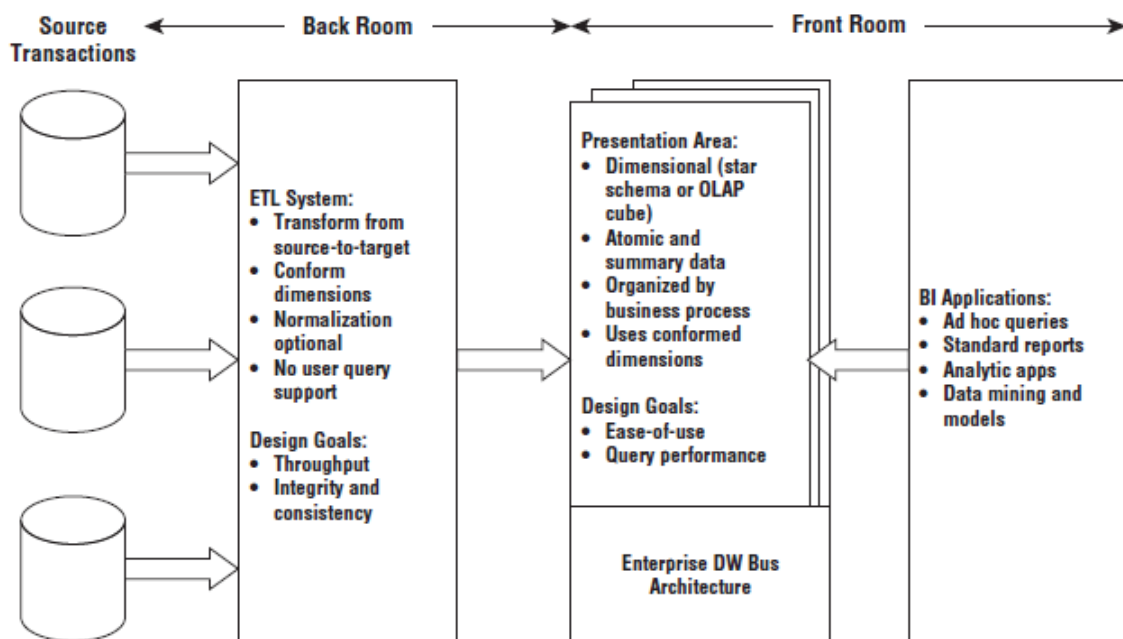 Source
Transactions
Back Room
Front Room
ETL System:
• Transform from
source-to-target
• Conform
dimensions
• Normalization
optional
• No user query
support
Design Goals:
• Throughput
• Integrity and
consistency
Presentation Area:
• Dimensional (star
schema or OLAP
cube)
• Atomic and
summary data
• Organized by
business process
• Uses conformed
dimensions
Design Goals:
• Ease-of-use
• Query performance
Enterprise DW Bus
Architecture
BI Applications:
• Ad hoc queries
• Standard reports
• Analytic apps
• Data mining and
models